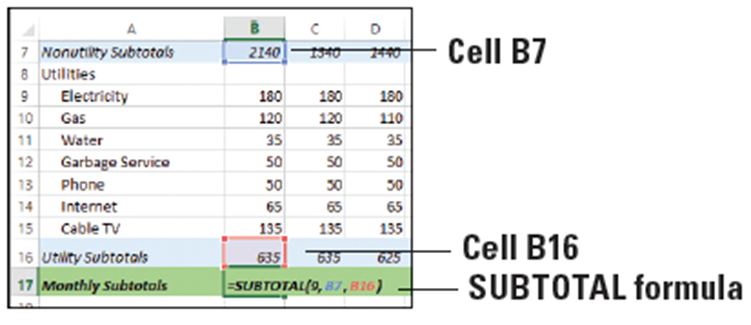 A B C D
7 Nonutility Subtotals 2140 1340 1440 Cell B7
8 Utilities
9 Electricity 180 180 180
10 Gas 120 120 110
11 Water 35 35 35
12 Garbage Service 50 50 50
13 Phone 50 50 50
14 Internet 65 65 65
15 Cable TV 135 135 135
16 Utility Subtotals 635 635 625 Cell B16
17 Monthly Subtotals =SUBTOTAL(9, B7, B16) SUBTOTAL formula